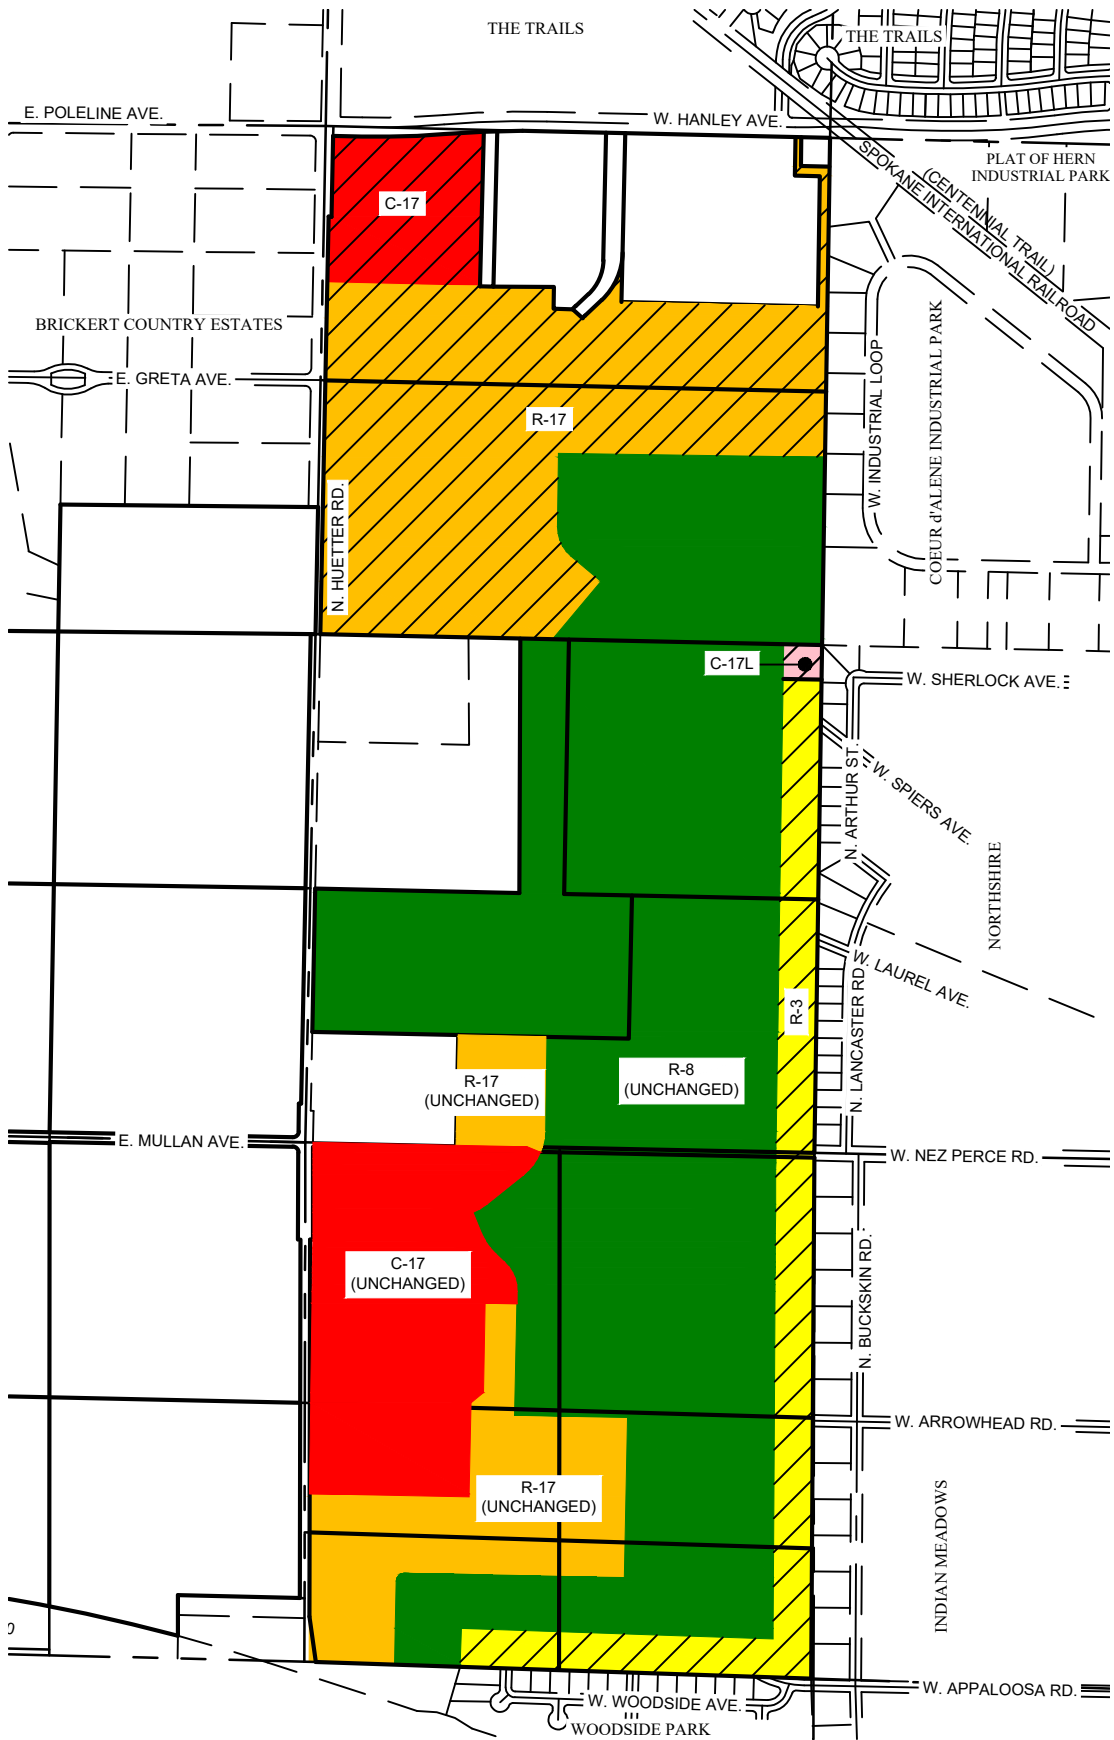 THE TRAILS
THE TRAILS
E. POLELINE AVE.
W. HANLEY AVE.
PLAT OF HERN
INDUSTRIAL PARK
(CENTENNIAL TRAIL)
SPOKANE INTERNATIONAL RAILROAD
C-17
BRICKERT COUNTRY ESTATES
E. GRETA AVE.
W. INDUSTRIAL LOOP
COEUR d'ALENE INDUSTRIAL PARK
R-17
N. HUETTER RD.
C-17L
W. SHERLOCK AVE.
N. ARTHUR ST.
W. SPIERS AVE.
NORTHSHIRE
W. LAUREL AVE.
R-3
N. LANCASTER RD.
R-17
(UNCHANGED)
R-8
(UNCHANGED)
E. MULLAN AVE.
W. NEZ PERCE RD.
C-17
(UNCHANGED)
N. BUCKSKIN RD.
W. ARROWHEAD RD.
R-17
(UNCHANGED)
INDIAN MEADOWS
W. APPALOOSA RD.
W. WOODSIDE AVE.
WOODSIDE PARK